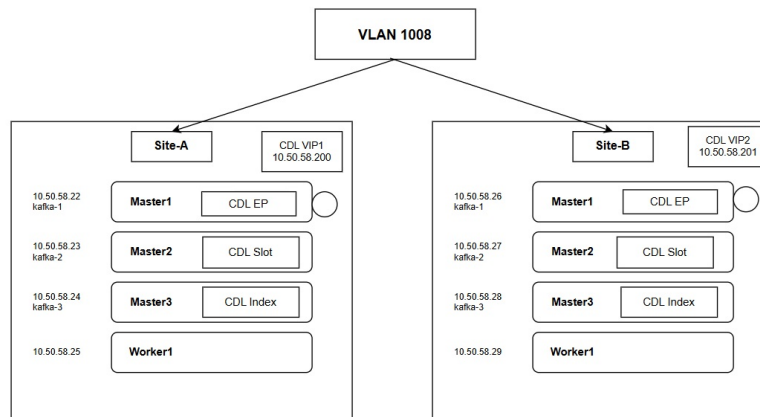 VLAN 1008
Site-A
CDL VIP1
10.50.58.200
10.50.58.22
kafka-1
Master1
CDL EP
10.50.58.23
kafka-2
Master2
CDL Slot
10.50.58.24
kafka-3
Master3
CDL Index
10.50.58.25
Worker1
Site-B
CDL VIP2
10.50.58.201
10.50.58.26
kafka-1
Master1
CDL EP
10.50.58.27
kafka-2
Master2
CDL Slot
10.50.58.28
kafka-3
Master3
CDL Index
10.50.58.29
Worker1